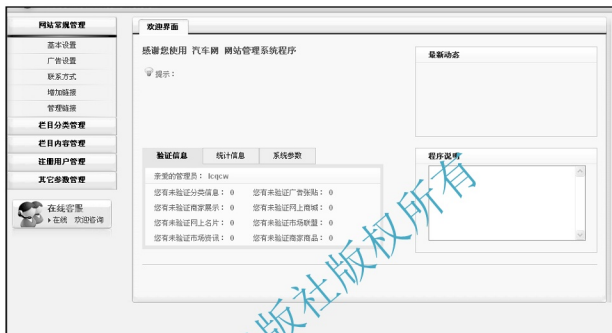 网站常规管理
基本设置
广告设置
联系方式
增加链接
管理链接
栏目分类管理
栏目内容管理
注册用户管理
其它参数管理
在线客服
在线 欢迎咨询
欢迎界面
感谢您使用 汽车网 网站管理系统程序
提示：
最新动态
验证信息 统计信息 系统参数
亲爱的管理员： lcqcw
您有未验证分类信息： 0 您有未验证广告张贴： 0
您有未验证商家展示： 0 您有未验证网上商城： 0
您有未验证网上名片： 0 您有未验证市场联盟： 0
您有未验证市场资讯： 0 您有未验证商家商品： 0
程序说明
版社版权所有